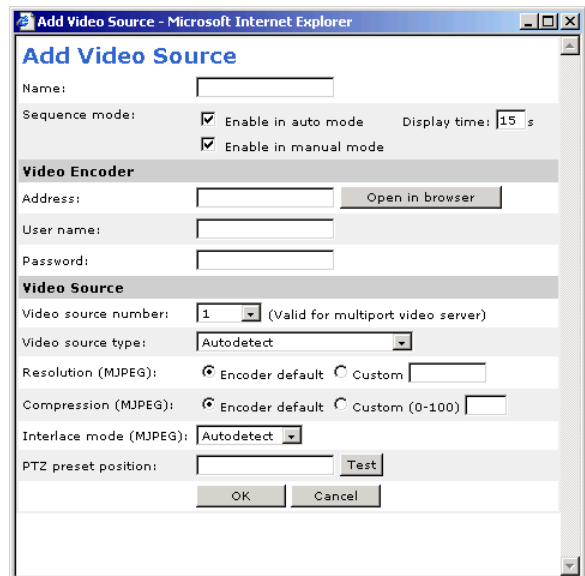 Add Video Source - Microsoft Internet Explorer
Add Video Source
Name:
Sequence mode: Enable in auto mode Display time: 15 s
Enable in manual mode
Video Encoder
Address: Open in browser
User name:
Password:
Video Source
Video source number: 1 (Valid for multiport video server)
Video source type: Autodetect
Resolution (MJPEG): Encoder default Custom
Compression (MJPEG): Encoder default Custom (0-100)
Interlace mode (MJPEG): Autodetect
PTZ preset position: Test
OK Cancel